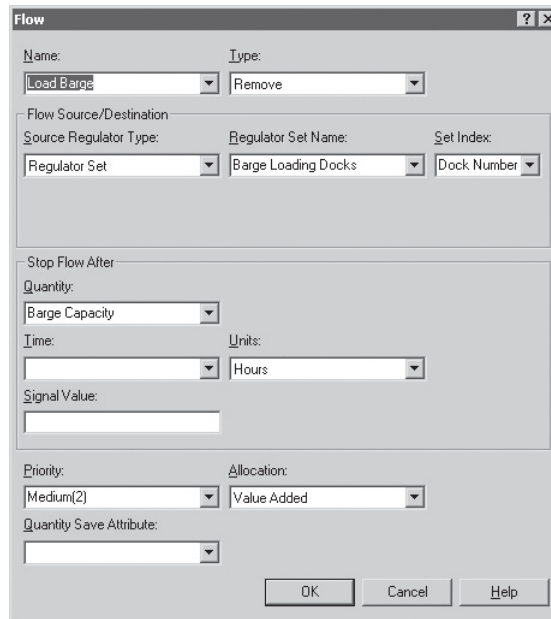 Flow
Name: Type:
Load Barge Remove
Flow Source/Destination
Source Regulator Type: Regulator Set Name: Set Index:
Regulator Set Barge Loading Docks Dock Number
Stop Flow After
Quantity:
Barge Capacity
Time: Units:
Hours
Signal Value:
Priority: Allocation:
Medium(2) Value Added
Quantity Save Attribute:
OK Cancel Help